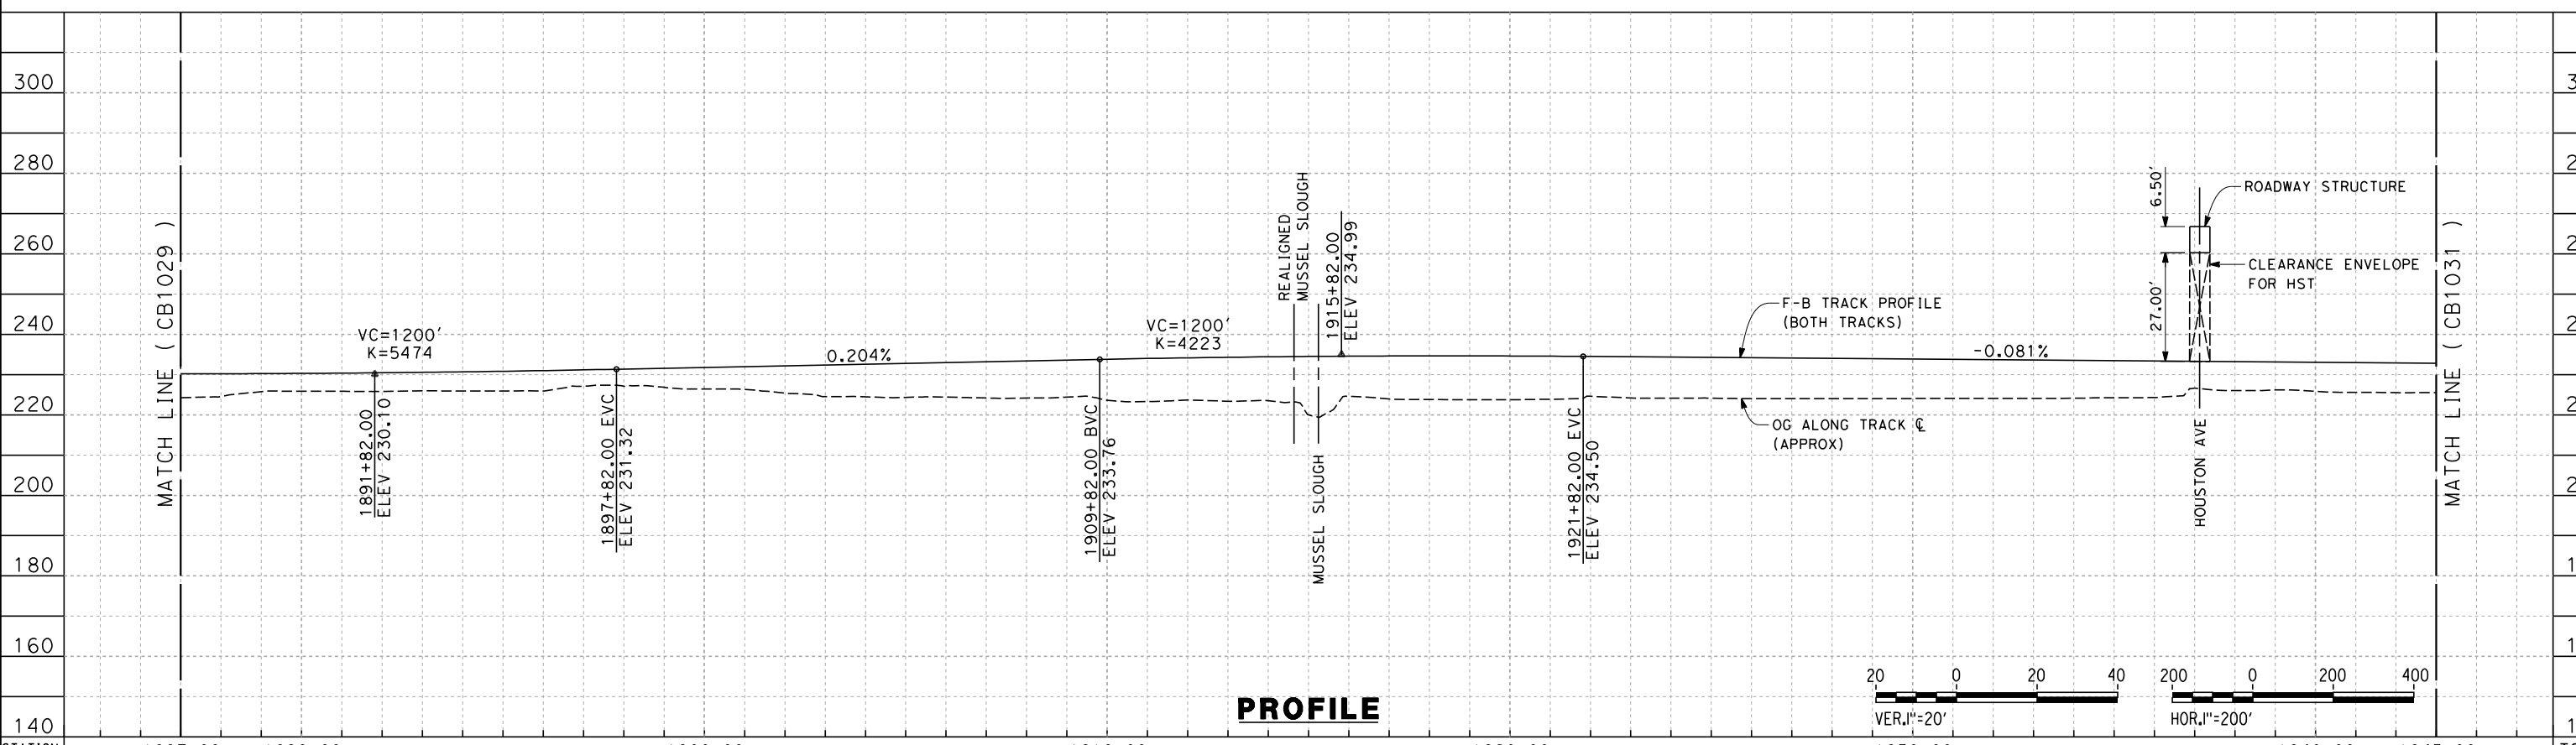 300
280
260
240
220
200
180
160
140
MATCH LINE ( CB1029 )
VC=1200'
K=5474
1891+82.00
ELEV 230.10
1897+82.00 EVC
ELEV 231.32
0.204%
1909+82.00 BVC
ELEV 233.76
VC=1200'
K=4223
REALIGNED
MUSSEL SLOUGH
MUSSEL SLOUGH
1915+82.00
ELEV 234.99
1921+82.00 EVC
ELEV 234.50
F-B TRACK PROFILE
(BOTH TRACKS)
OG ALONG TRACK ℄
(APPROX)
-0.081%
6.50'
27.00'
ROADWAY STRUCTURE
CLEARANCE ENVELOPE
FOR HST
HOUSTON AVE
MATCH LINE ( CB1031 )
PROFILE
20 0 20 40
VER.1"=20'
200 0 200 400
HOR.1"=200'